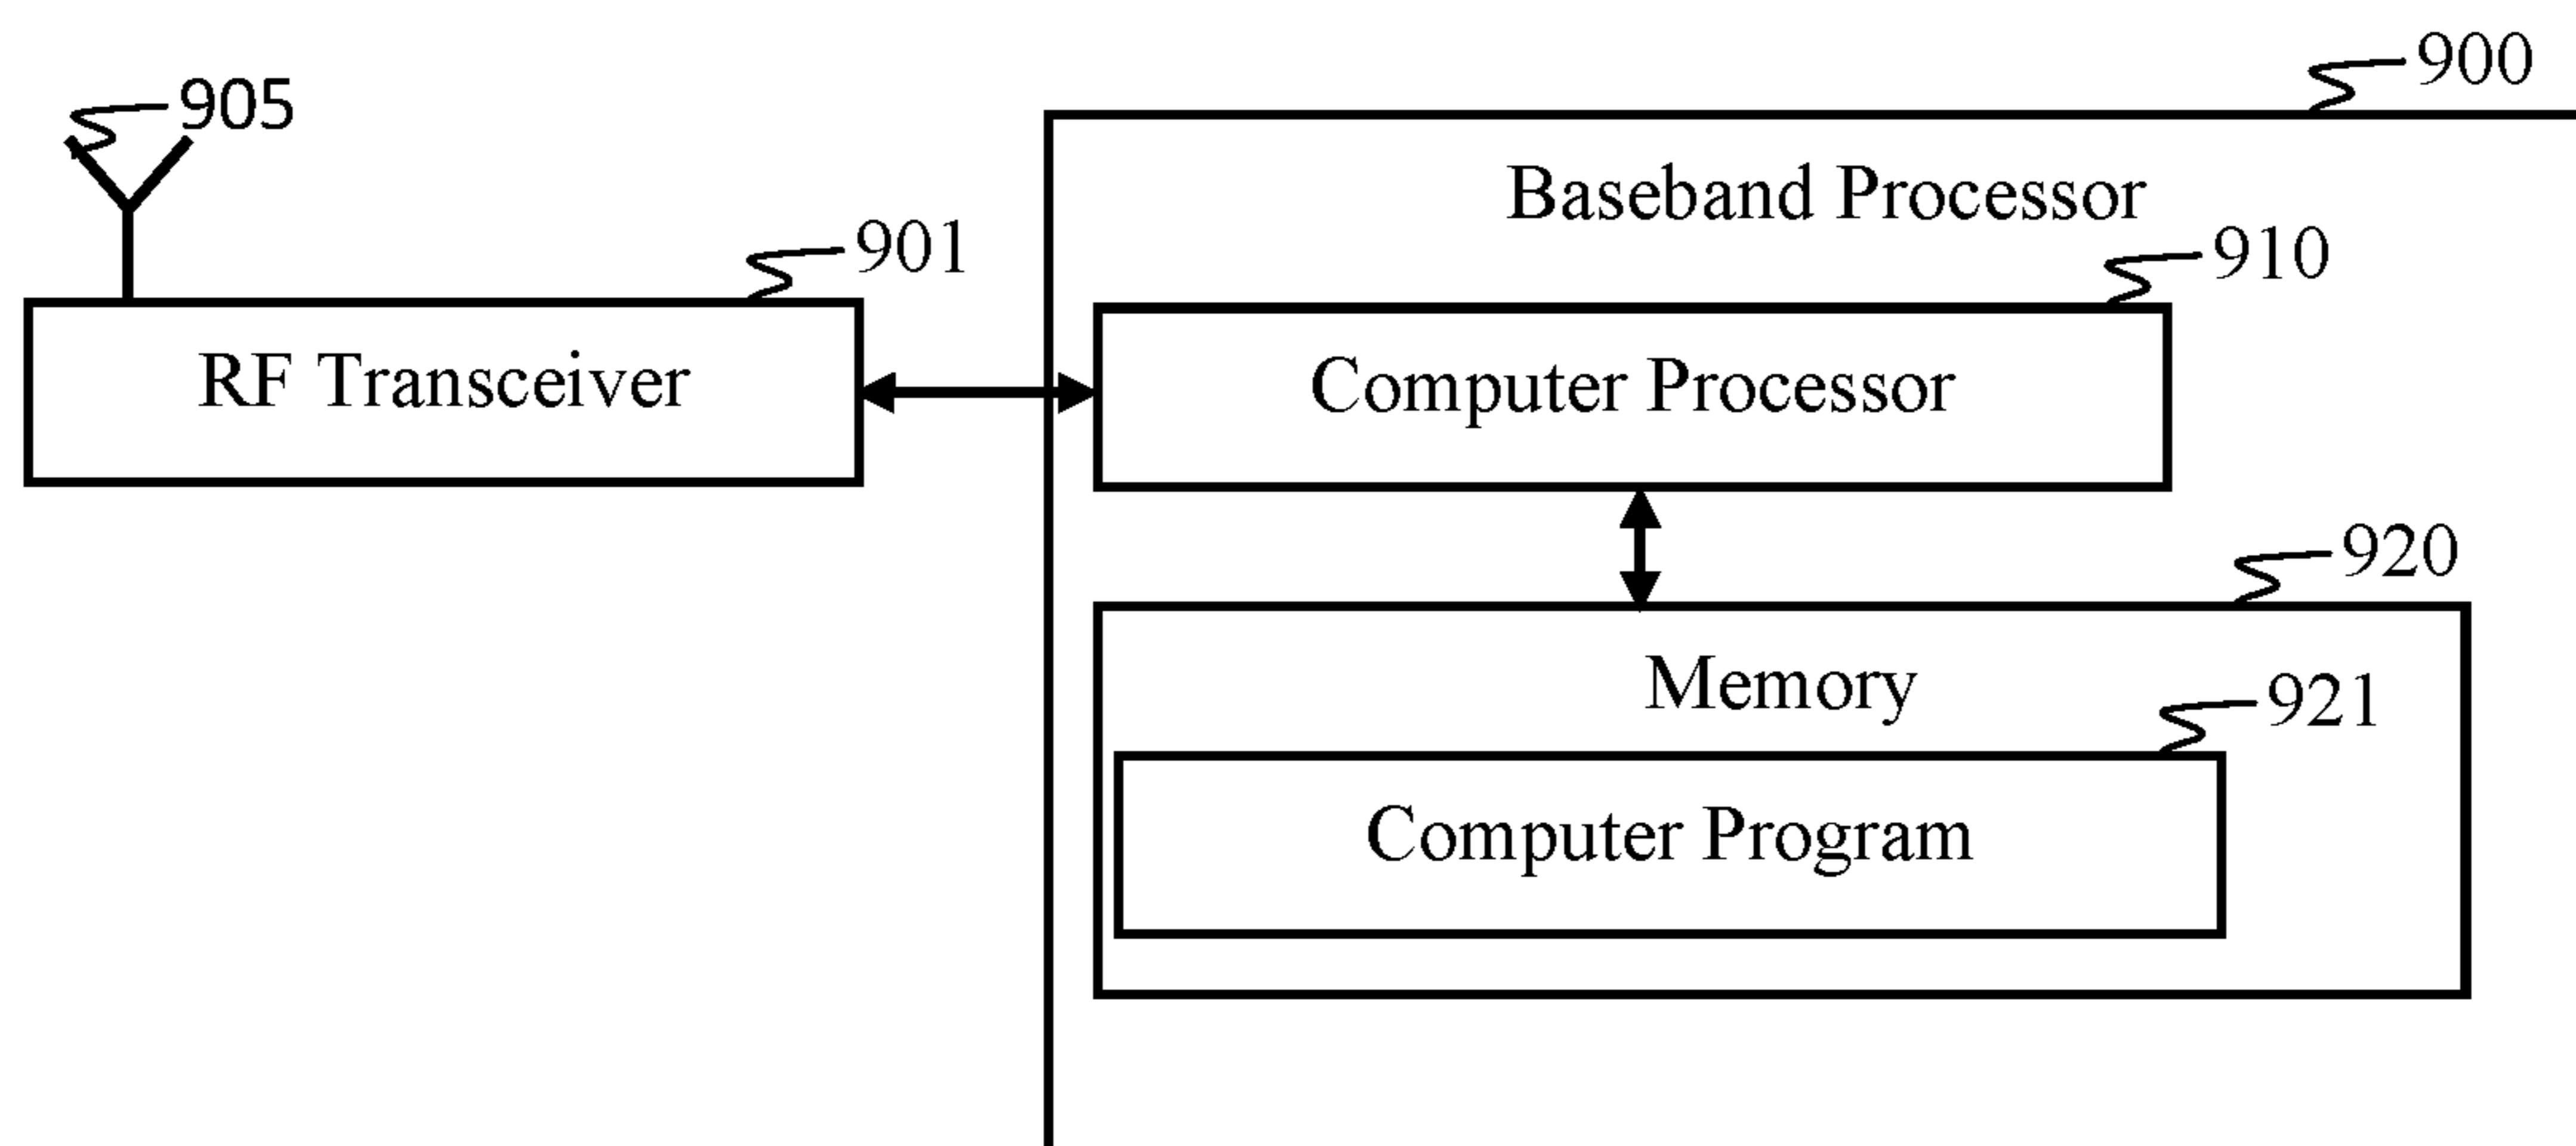 900
905
Baseband Processor
901
910
RF Transceiver
Computer Processor
920
Memory
921
Computer Program